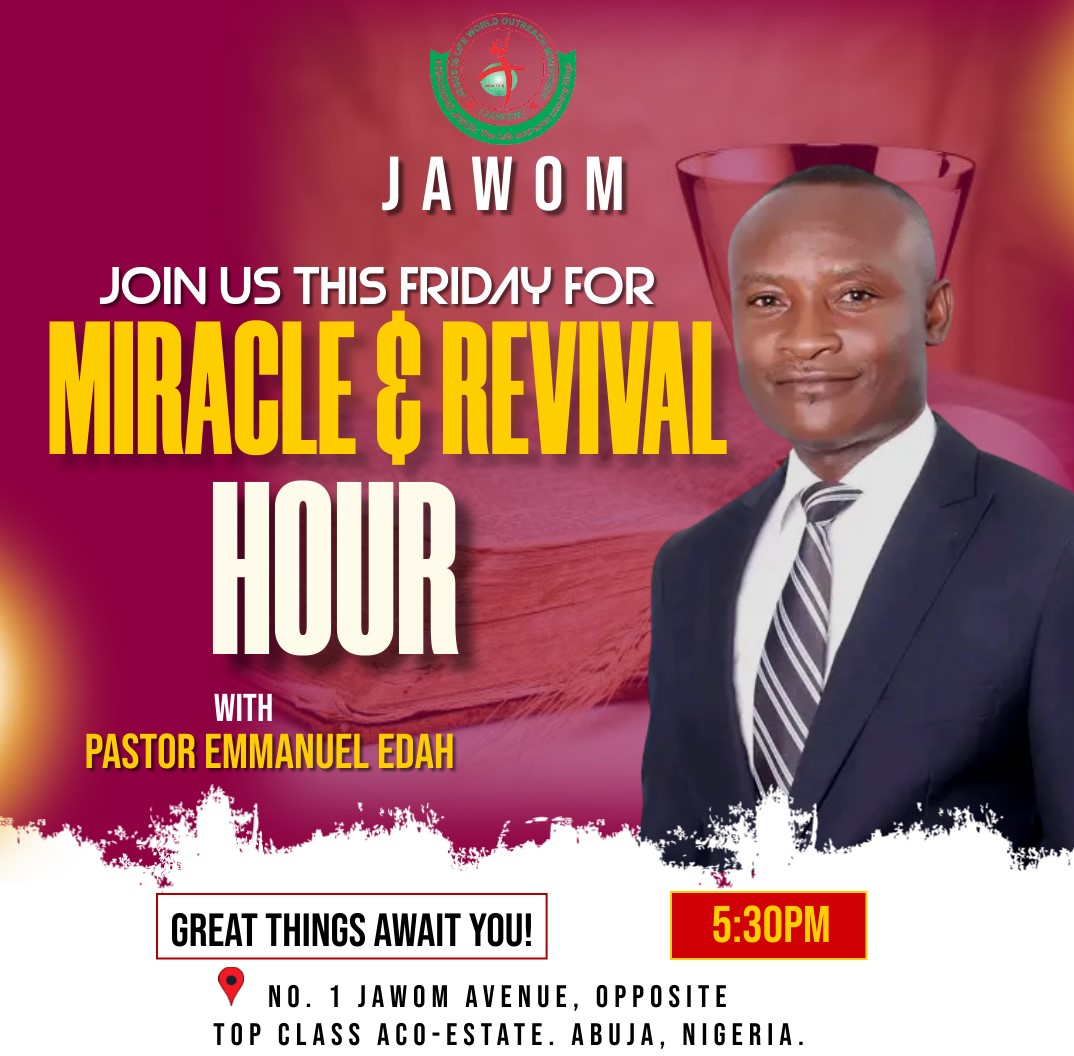 JAWOM
JOIN US THIS FRIDAY FOR
MIRACLE & REVIVAL
HOUR
WITH
PASTOR EMMANUEL EDAH
GREAT THINGS AWAIT YOU!
5:30PM
NO. 1 JAWOM AVENUE, OPPOSITE
TOP CLASS ACO-ESTATE. ABUJA, NIGERIA.